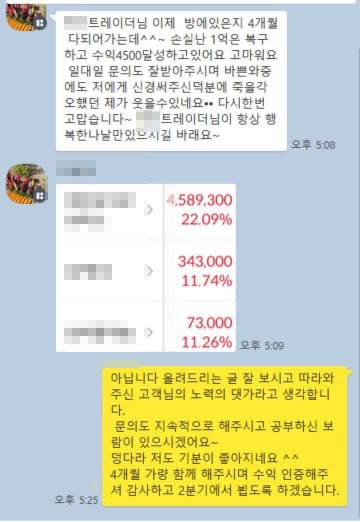 트레이더님 이제 방에있은지 4개월
다되어가는데^^~ 손실난 1억은 복구
하고 수익4500달성하고있어요 고마워요
일대일 문의도 잘받아주시며 바쁜와중
에도 저에게 신경써주신덕분에 죽을각
오했던 제가 웃을수있네요•• 다시한번
고맙습니다~ 트레이더님이 항상 행
복한나날만있으시길 바래요~
오후 5:08
4,589,300
22.09%
343,000
11.74%
73,000
11.26%
오후 5:09
아닙니다 올려드리는 글 잘 보시고 따라와
주신 고객님의 노력의 댓가라고 생각합니
다.
문의도 지속적으로 해주시고 공부하신 보
람이 있으시겠어요~
덩다라 저도 기분이 좋아지네요 ^^
4개월 가량 함께 해주시며 수익 인증해주
셔 감사하고 2분기에서 뵙도록 하겠습니다.
오후 5:25